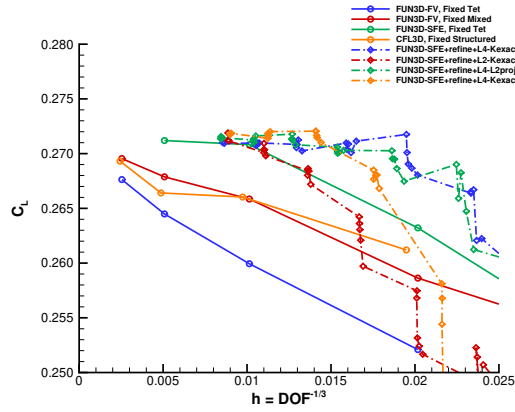 FUN3D-FV, Fixed Tet
FUN3D-FV, Fixed Mixed
FUN3D-SFE, Fixed Tet
CFL3D, Fixed Structured
FUN3D-SFE+refine+L4-Kexac
FUN3D-SFE+refine+L2-Kexac
FUN3D-SFE+refine+L4-L2proj
FUN3D-SFE+refine+L4-Kexac
0.280
0.275
0.270
0.265
0.260
0.255
0.250
C_L
0 0.005 0.01 0.015 0.02 0.025
h = DOF^-1/3